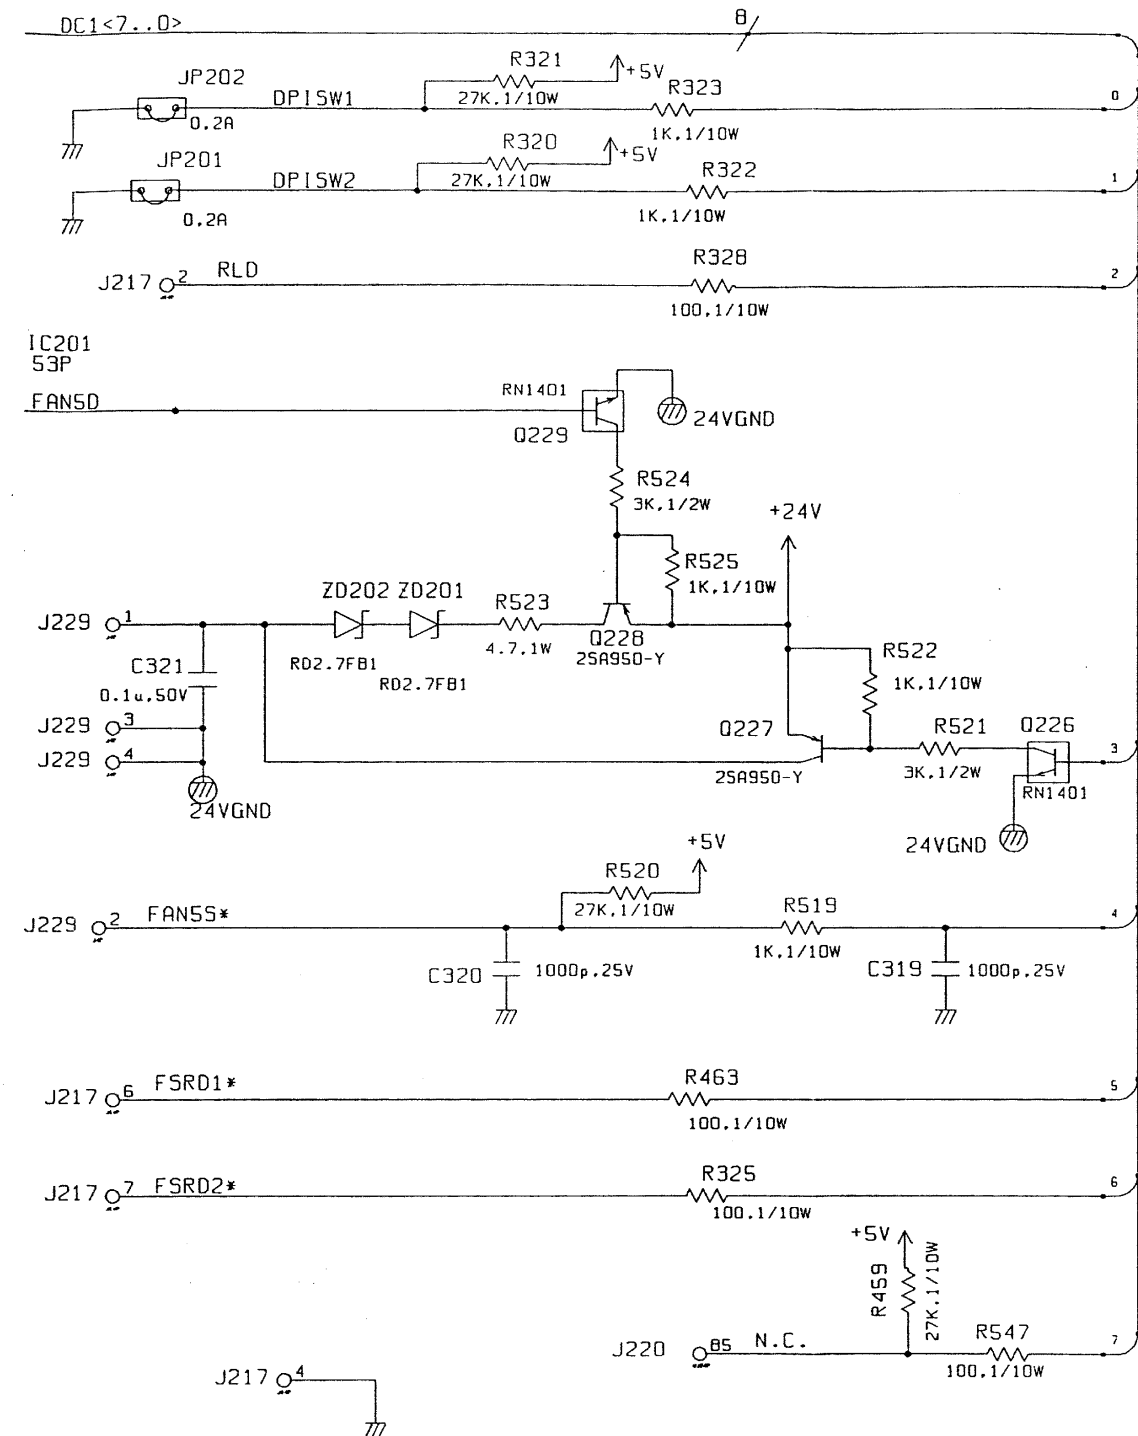 DC1<7..0>
8
R321
+5V
JP202
DPISW1
27K,1/10W
R323
0
0.2A
1K,1/10W
JP201
R320
+5V
DPISW2
27K,1/10W
R322
1
0.2A
1K,1/10W
R328
J217 2 RLD
2
100,1/10W
IC201
53P
FAN5D
RN1401
Q229
24VGND
R524
3K,1/2W
+24V
R525
1K,1/10W
ZD202 ZD201
R523
J229 1
Q228
2SA950-Y
4.7,1W
RD2.7FB1
RD2.7FB1
R522
1K,1/10W
C321
0.1u,50V
J229 3
Q227
R521
Q226
3
J229 4
2SA950-Y
3K,1/2W
RN1401
24VGND
24VGND
+5V
R520
27K,1/10W
J229 2 FAN5S*
R519
4
1K,1/10W
C320
1000p,25V
C319
1000p,25V
R463
J217 6 FSRD1*
5
100,1/10W
R325
J217 7 FSRD2*
6
100,1/10W
+5V
R459
27K,1/10W
J220 B5 N.C.
R547
7
100,1/10W
J217 4